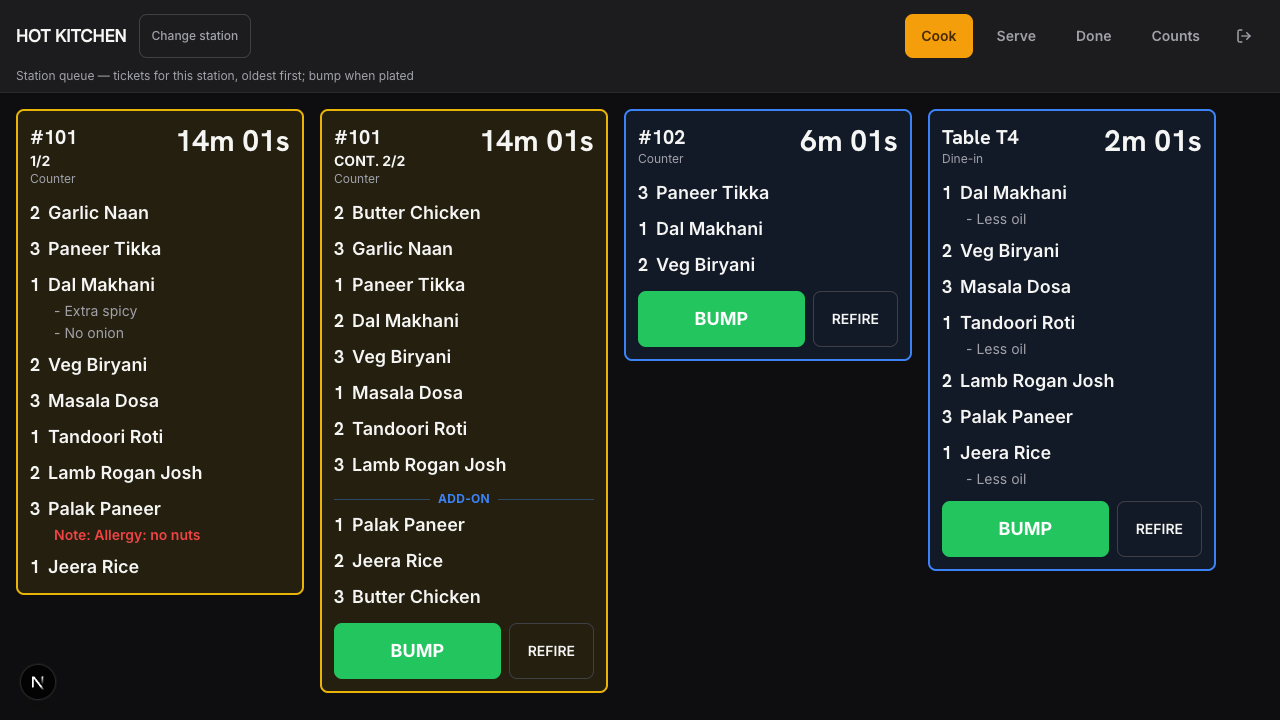 HOT KITCHEN
Change station
Cook
Serve
Done
Counts
Station queue — tickets for this station, oldest first; bump when plated
#101
14m 01s
1/2
Counter
2 Garlic Naan
3 Paneer Tikka
1 Dal Makhani
- Extra spicy
- No onion
2 Veg Biryani
3 Masala Dosa
1 Tandoori Roti
2 Lamb Rogan Josh
3 Palak Paneer
Note: Allergy: no nuts
1 Jeera Rice
#101
14m 01s
CONT. 2/2
Counter
2 Butter Chicken
3 Garlic Naan
1 Paneer Tikka
2 Dal Makhani
3 Veg Biryani
1 Masala Dosa
2 Tandoori Roti
3 Lamb Rogan Josh
ADD-ON
1 Palak Paneer
2 Jeera Rice
3 Butter Chicken
BUMP
REFIRE
#102
6m 01s
Counter
3 Paneer Tikka
1 Dal Makhani
2 Veg Biryani
BUMP
REFIRE
Table T4
2m 01s
Dine-in
1 Dal Makhani
- Less oil
2 Veg Biryani
3 Masala Dosa
1 Tandoori Roti
- Less oil
2 Lamb Rogan Josh
3 Palak Paneer
1 Jeera Rice
- Less oil
BUMP
REFIRE
N